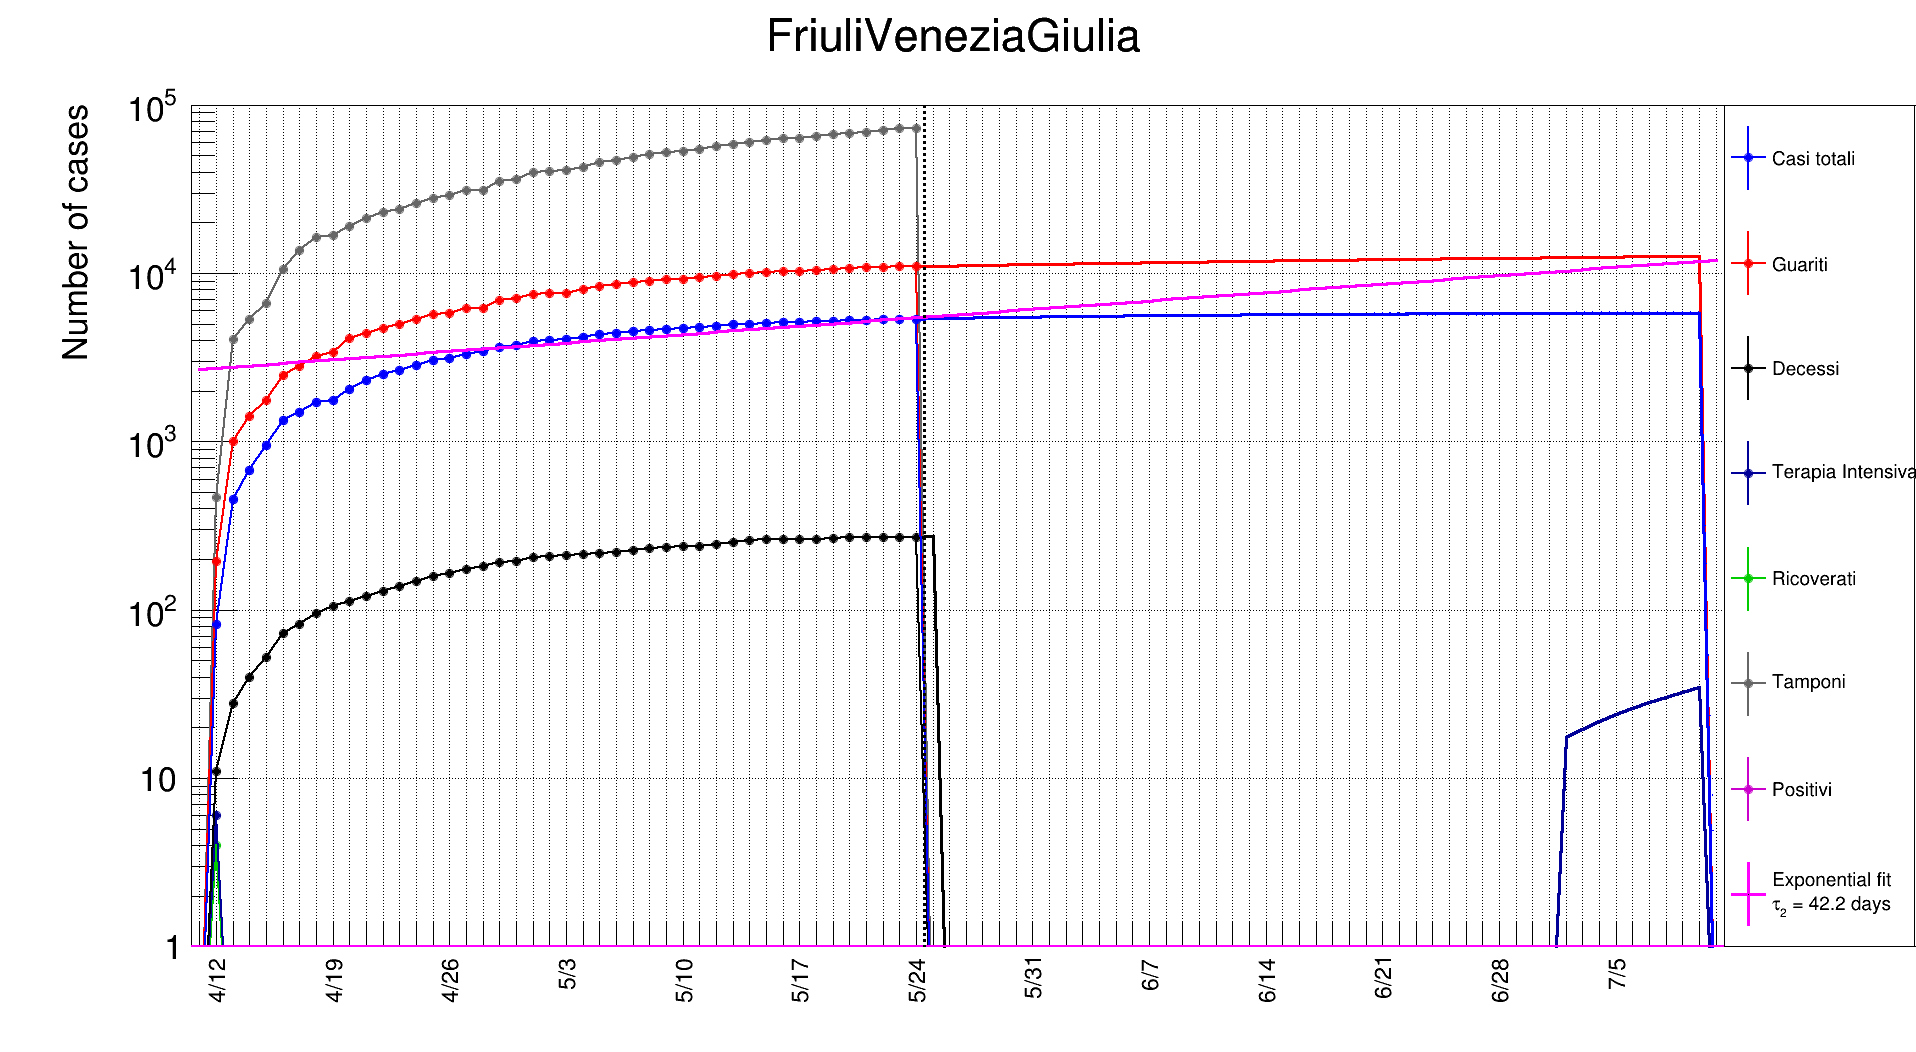 FriuliVeneziaGiulia
Number of cases
10^5
10^4
10^3
10^2
10
1
4/12
4/19
4/26
5/3
5/10
5/17
5/24
5/31
6/7
6/14
6/21
6/28
7/5
Casi totali
Guariti
Decessi
Terapia Intensiva
Ricoverati
Tamponi
Positivi
Exponential fit
τ_2 = 42.2 days